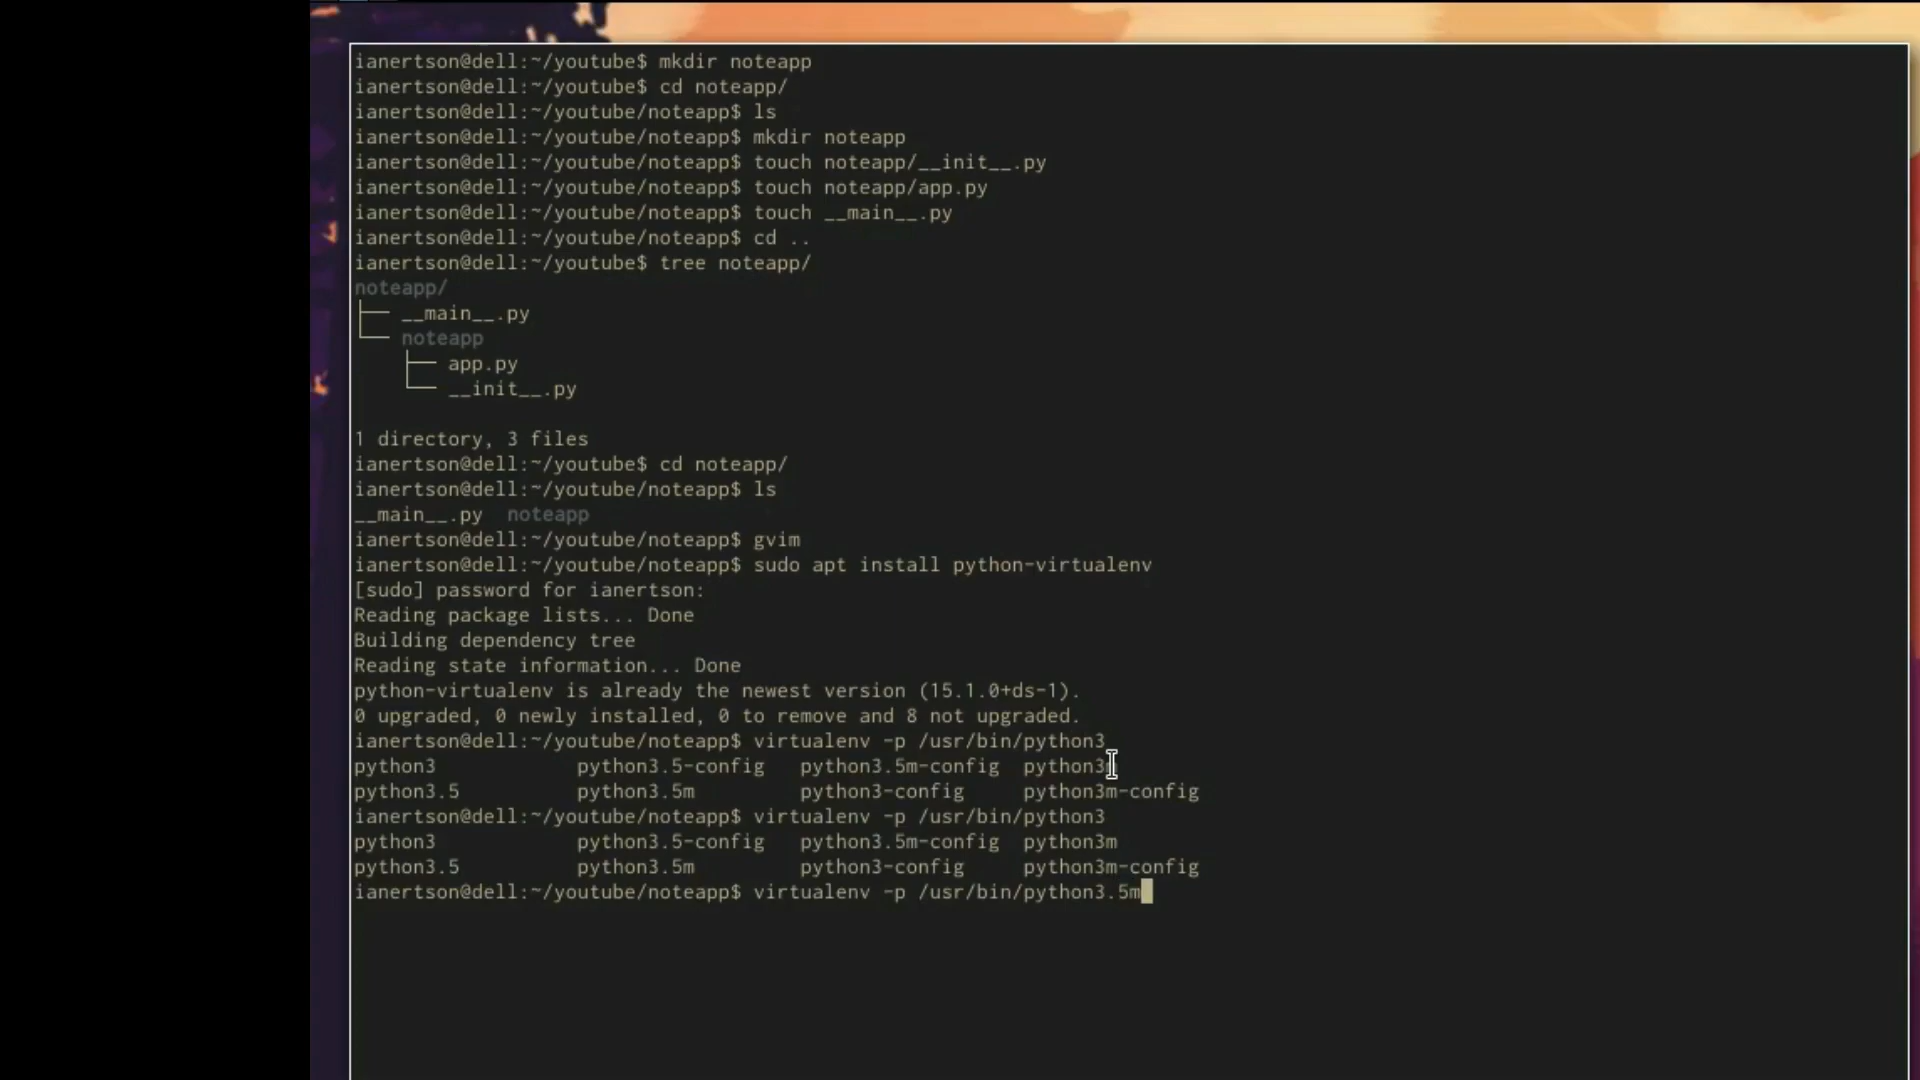 ianertson@dell:~/youtube$ mkdir noteapp
ianertson@dell:~/youtube$ cd noteapp/
ianertson@dell:~/youtube/noteapp$ ls
ianertson@dell:~/youtube/noteapp$ mkdir noteapp
ianertson@dell:~/youtube/noteapp$ touch noteapp/__init__.py
ianertson@dell:~/youtube/noteapp$ touch noteapp/app.py
ianertson@dell:~/youtube/noteapp$ touch __main__.py
ianertson@dell:~/youtube/noteapp$ cd ..
ianertson@dell:~/youtube$ tree noteapp/
noteapp/
├── __main__.py
└── noteapp
    ├── app.py
    └── __init__.py
1 directory, 3 files
ianertson@dell:~/youtube$ cd noteapp/
ianertson@dell:~/youtube/noteapp$ ls
__main__.py  noteapp
ianertson@dell:~/youtube/noteapp$ gvim
ianertson@dell:~/youtube/noteapp$ sudo apt install python-virtualenv
[sudo] password for ianertson:
Reading package lists... Done
Building dependency tree
Reading state information... Done
python-virtualenv is already the newest version (15.1.0+ds-1).
0 upgraded, 0 newly installed, 0 to remove and 8 not upgraded.
ianertson@dell:~/youtube/noteapp$ virtualenv -p /usr/bin/python3
python3            python3.5-config   python3.5m-config  python3m
python3.5          python3.5m         python3-config     python3m-config
ianertson@dell:~/youtube/noteapp$ virtualenv -p /usr/bin/python3
python3            python3.5-config   python3.5m-config  python3m
python3.5          python3.5m         python3-config     python3m-config
ianertson@dell:~/youtube/noteapp$ virtualenv -p /usr/bin/python3.5m